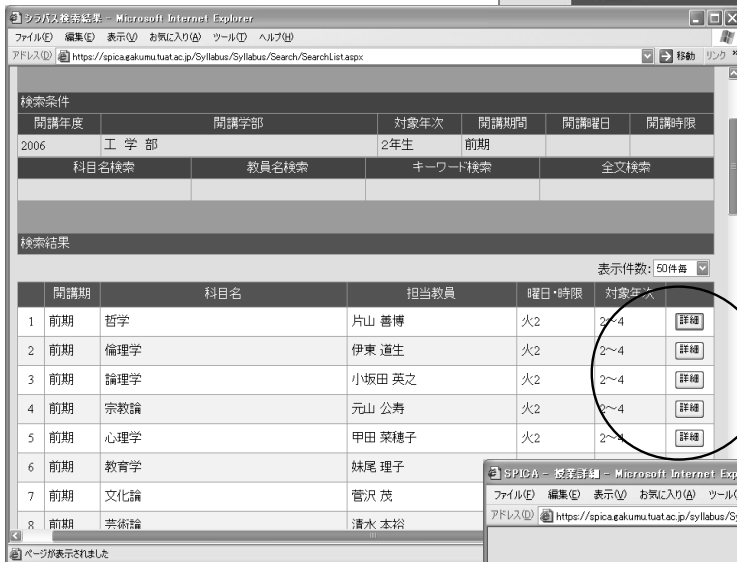 シラバス検索結果 - Microsoft Internet Explorer
ファイル(F) 編集(E) 表示(V) お気に入り(A) ツール(T) ヘルプ(H)
アドレス(D) https://spica.gakumu.tuat.ac.jp/Syllabus/Syllabus/Search/SearchList.aspx 移動 リンク »
検索条件
開講年度 開講学部 対象年次 開講期間 開講曜日 開講時限
2006 工 学 部 2年生 前期
科目名検索 教員名検索 キーワード検索 全文検索
検索結果
表示件数: 50件毎
開講期 科目名 担当教員 曜日・時限 対象年次
1 前期 哲学 片山 善博 火2 2～4 詳細
2 前期 倫理学 伊東 道生 火2 2～4 詳細
3 前期 論理学 小坂田 英之 火2 2～4 詳細
4 前期 宗教論 元山 公寿 火2 2～4 詳細
5 前期 心理学 甲田 菜穂子 火2 2～4 詳細
6 前期 教育学 妹尾 理子
7 前期 文化論 菅沢 茂
8 前期 芸術論 清水 本裕
ページが表示されました
SPICA - 授業詳細 - Microsoft Internet Exp
ファイル(F) 編集(E) 表示(V) お気に入り(A) ツール(
アドレス(D) https://spica.gakumu.tuat.ac.jp/syllabus/Sy